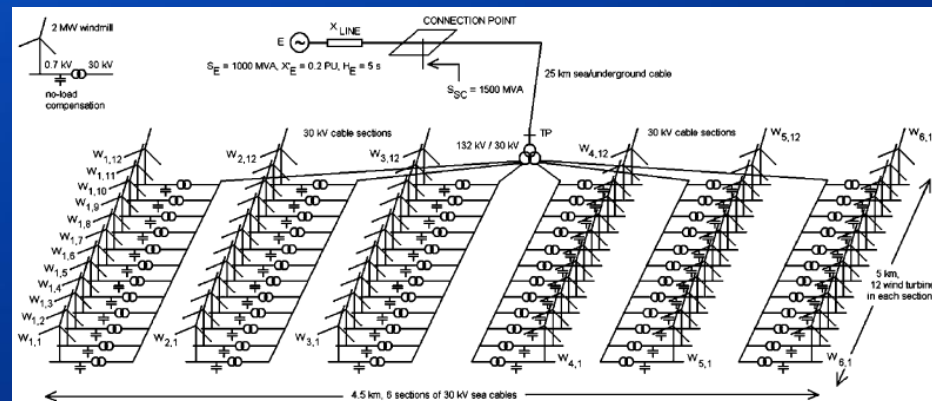 2 MW windmill
0.7 kV 30 kV
no-load
compensation
E
X LINE
CONNECTION POINT
S_E = 1000 MVA, X'_E = 0.2 PU, H_E = 5 s
S_SC = 1500 MVA
25 km sea/underground cable
30 kV cable sections
TP
132 kV / 30 kV
30 kV cable sections
W_1,12
W_1,11
W_1,10
W_1,9
W_1,8
W_1,7
W_1,6
W_1,5
W_1,4
W_1,3
W_1,2
W_1,1
W_2,12
W_2,1
W_3,12
W_3,1
W_4,12
W_4,1
W_5,12
W_5,1
W_6,1
W_6,1
5 km,
12 wind turbine
in each section
4.5 km, 6 sections of 30 kV sea cables